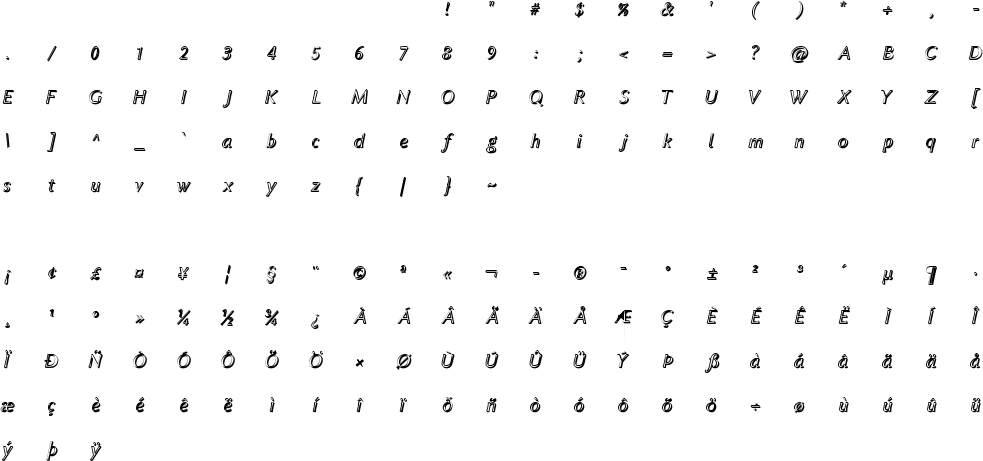 ! " # $ % & ' ( ) * ÷ , -
. / 0 1 2 3 4 5 6 7 8 9 : ; < = > ? @ A B C D
E F G H I J K L M N O P Q R S T U V W X Y Z [
\ ] ^ _ ` a b c d e f g h i j k l m n o p q r
s t u v w x y z { | } ~
¡ ¢ £ ¤ ¥ ¦ § ¨ © ª « ¬ - ® ¯ ° ± ² ³ ´ µ ¶ ·
¸ ¹ º » ¼ ½ ¾ ¿ À Á Â Ã Ä Å Æ Ç È É Ê Ë Ì Í Î
Ï Ð Ñ Ò Ó Ô Õ Ö × Ø Ù Ú Û Ü Ý Þ ß à á â ã ä å
æ ç è é ê ë ì í î ï ð ñ ò ó ô õ ö ÷ ø ù ú û ü
ý þ ÿ